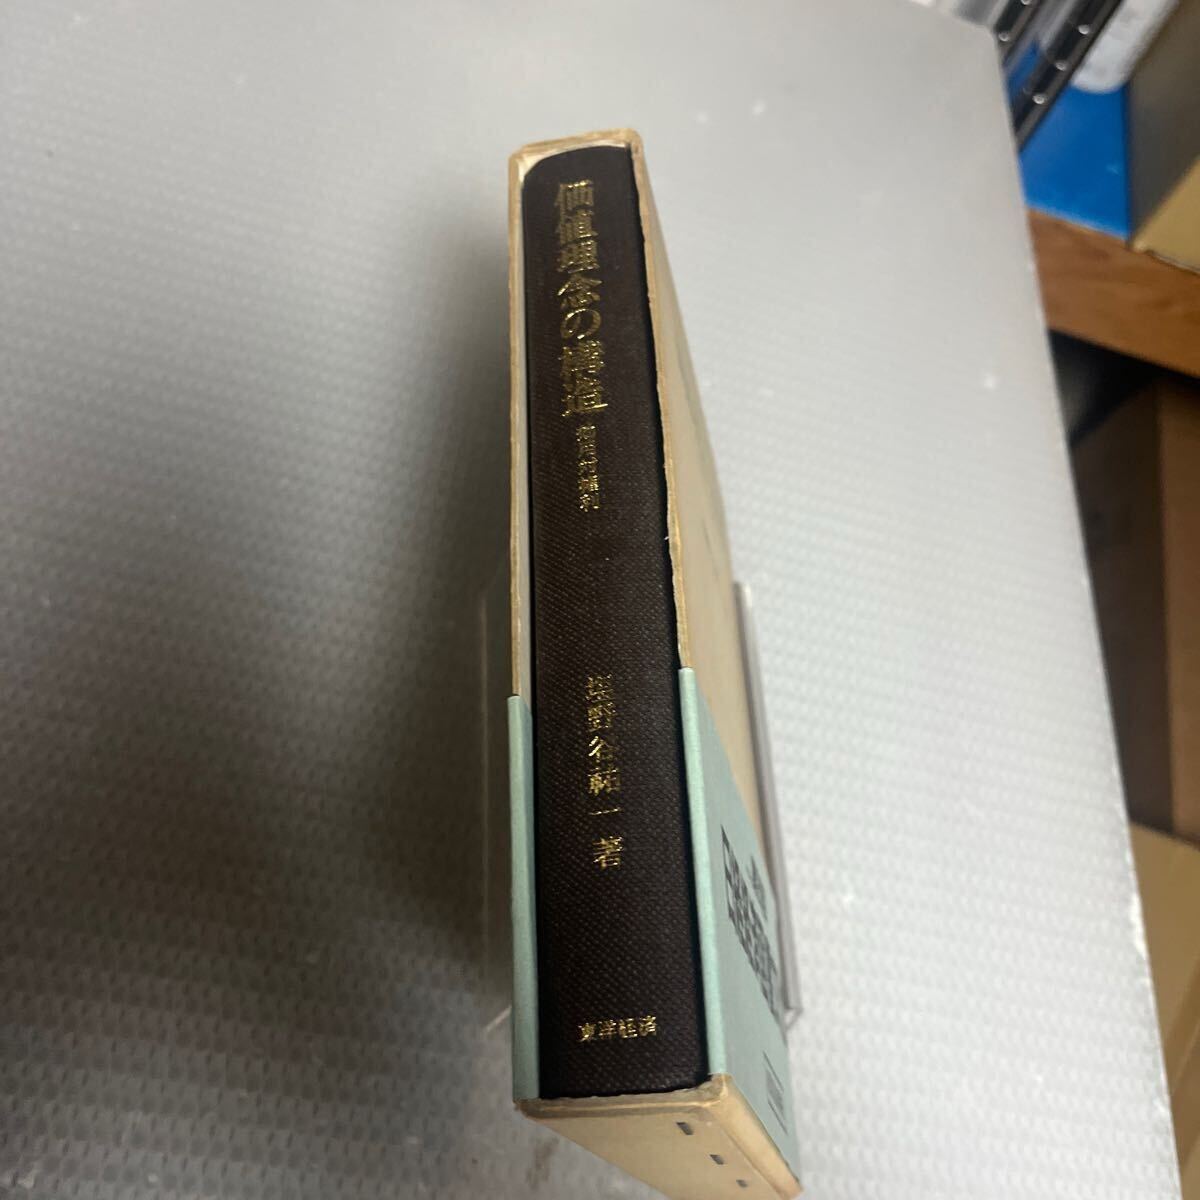 価値理念の構造
効用対権利
塩野谷祐一 著
東洋経済